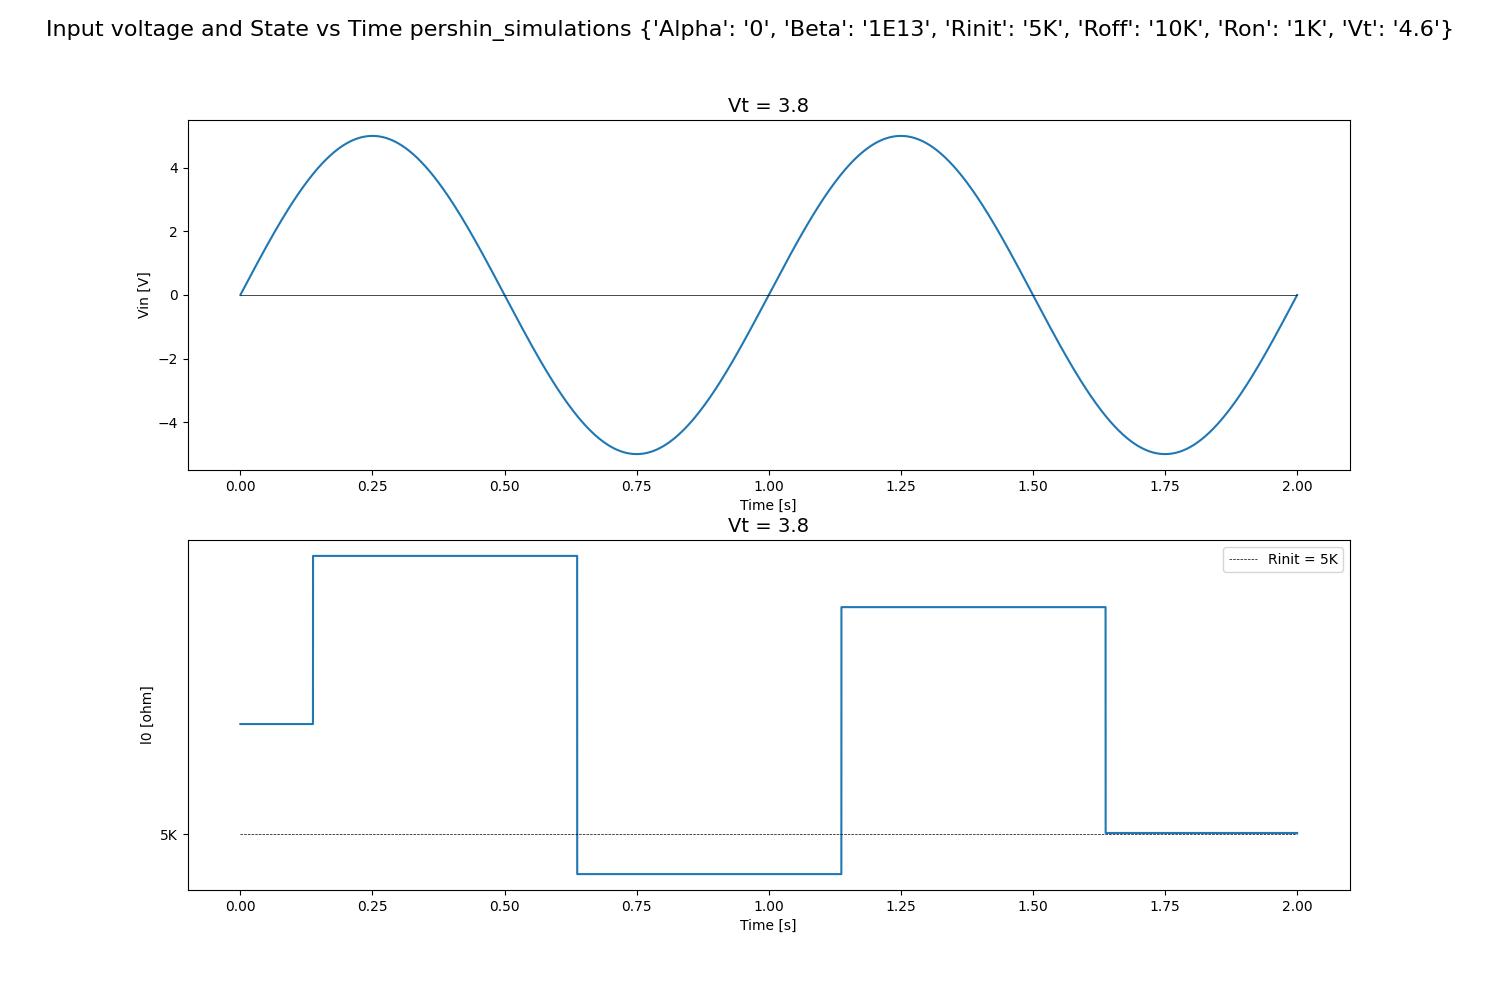 Input voltage and State vs Time pershin_simulations {'Alpha': '0', 'Beta': '1E13', 'Rinit': '5K', 'Roff': '10K', 'Ron': '1K', 'Vt': '4.6'}
Vt = 3.8
4
2
0
−2
−4
Vin [V]
0.00 0.25 0.50 0.75 1.00 1.25 1.50 1.75 2.00
Time [s]
Vt = 3.8
Rinit = 5K
l0 [ohm]
5K
0.00 0.25 0.50 0.75 1.00 1.25 1.50 1.75 2.00
Time [s]